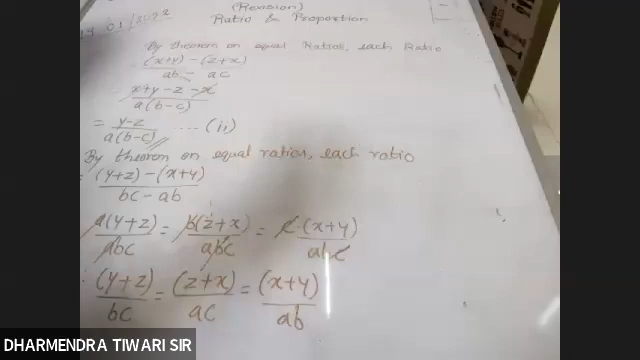 (Revision)
Ratio & Proportion
By theorem on equal Ratios, each Ratio
(x+y) - (z+x)
ab - ac
x+y-z-x
a(b-c)
= y-z ---- (ii)
a(b-c)
By theorem on equal ratios, each ratio
= (y+z) - (x+y)
bc - ab
a(y+z) = b(z+x) = c(x+y)
abc abc abc
(y+z) = (z+x) = (x+y)
bc ac ab
DHARMENDRA TIWARI SIR